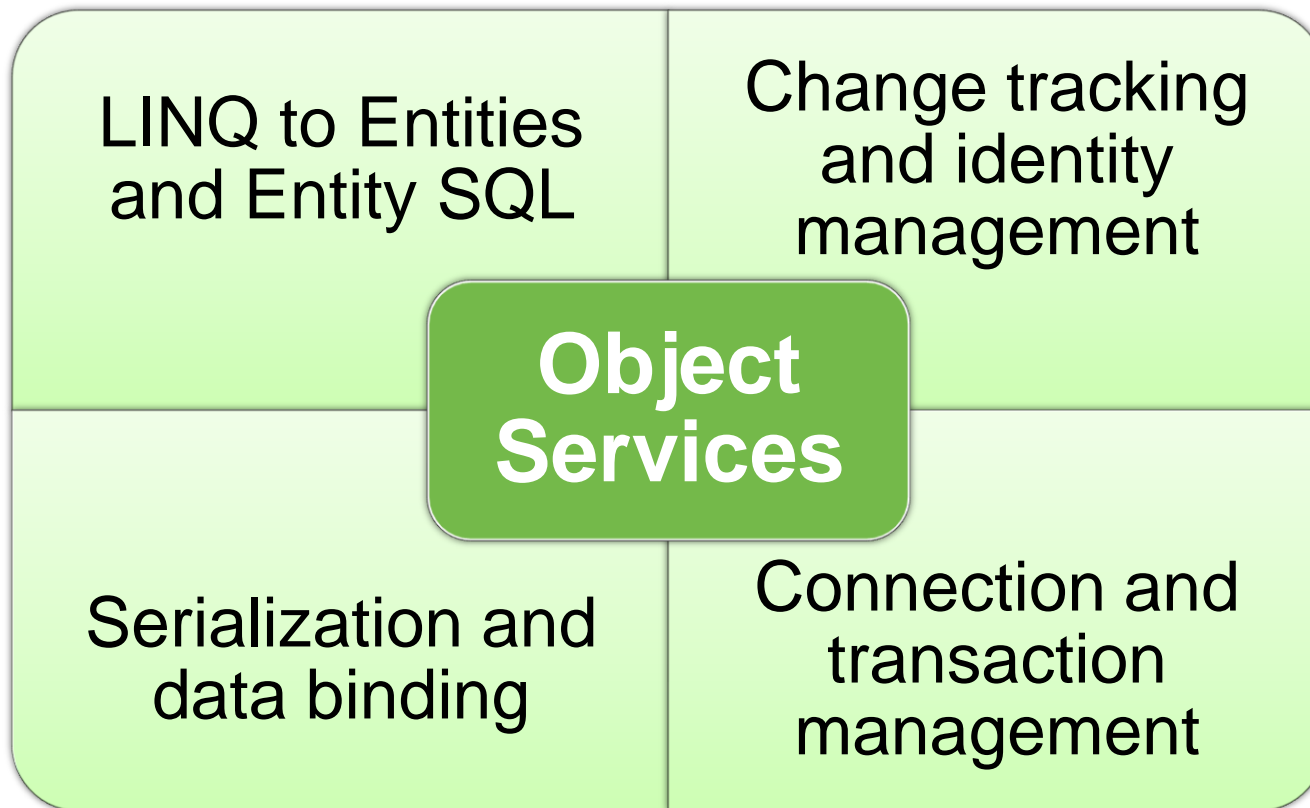 LINQ to Entities
and Entity SQL
Change tracking
and identity
management
Object
Services
Serialization and
data binding
Connection and
transaction
management